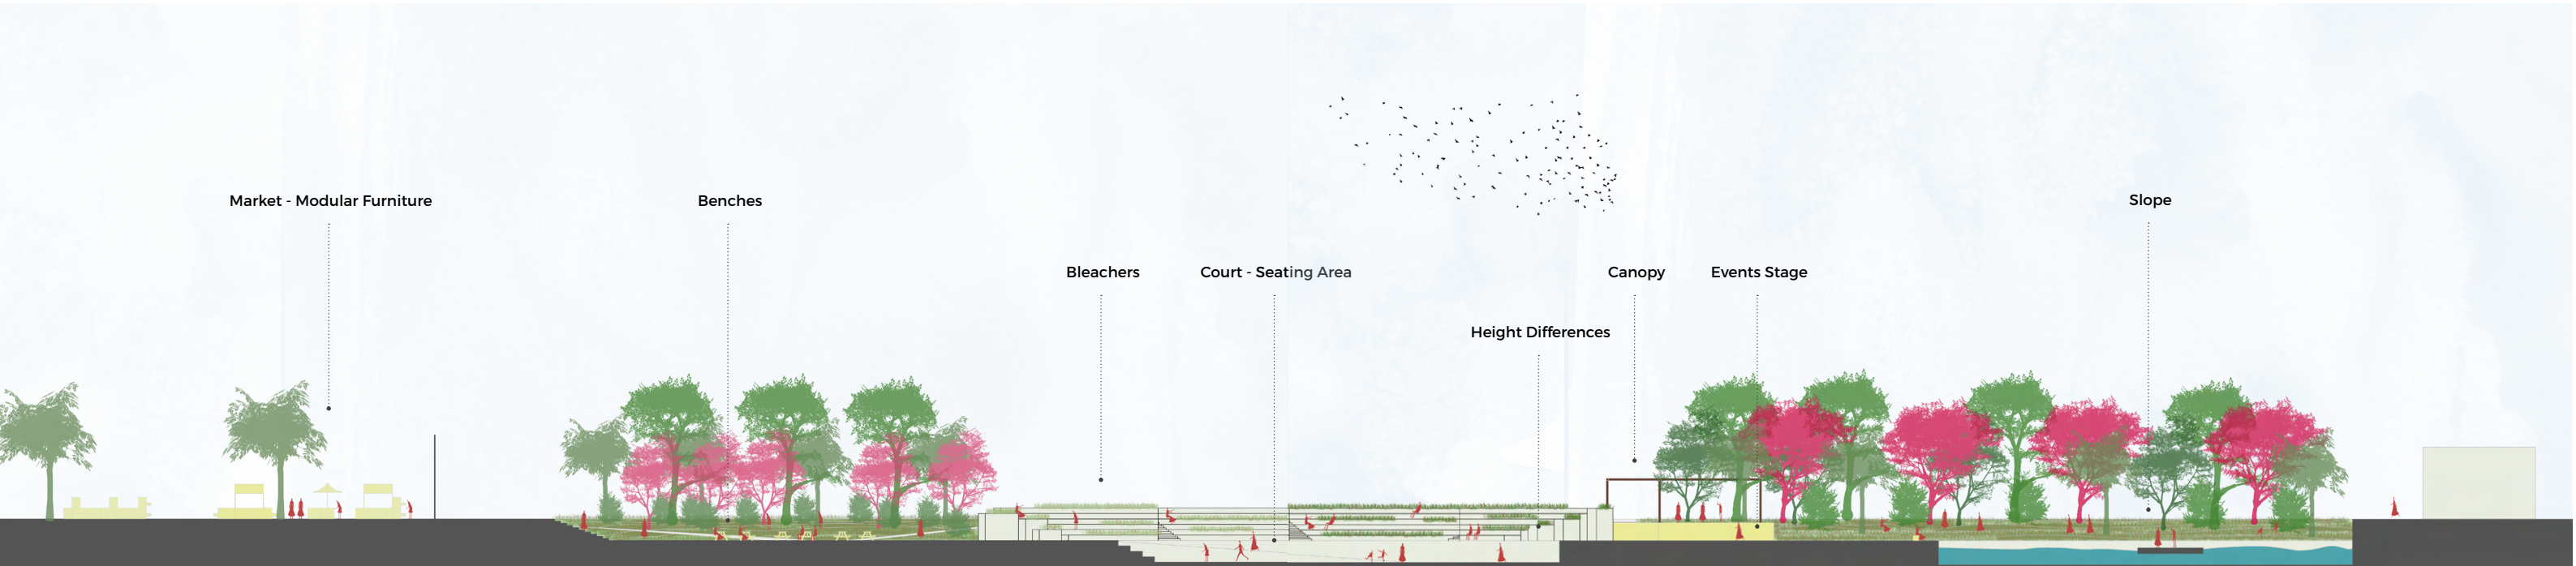 Market - Modular Furniture
Benches
Slope
Bleachers
Court - Seating Area
Canopy
Events Stage
Height Differences